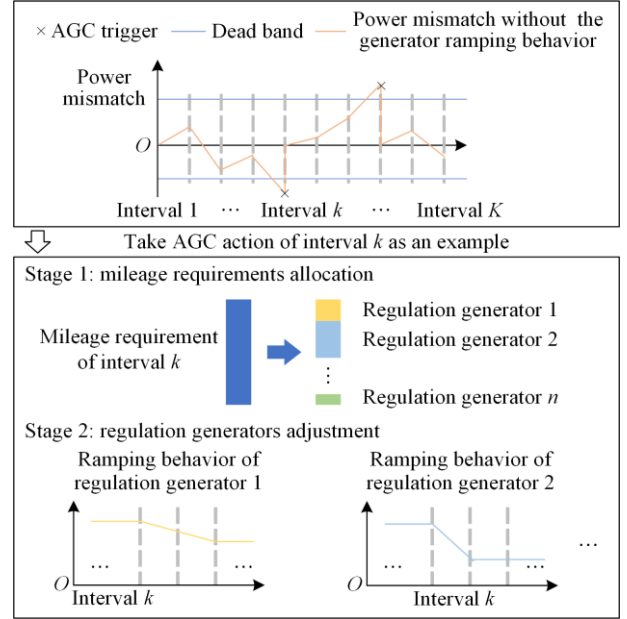 × AGC trigger
Dead band
Power mismatch without the
generator ramping behavior
Power
mismatch
O
Interval 1 ... Interval k ... Interval K
Take AGC action of interval k as an example
Stage 1: mileage requirements allocation
Mileage requirement
of interval k
Regulation generator 1
Regulation generator 2
⋮
Regulation generator n
Stage 2: regulation generators adjustment
Ramping behavior of
regulation generator 1
... ...
O
Interval k
Ramping behavior of
regulation generator 2
... ...
O
Interval k
...